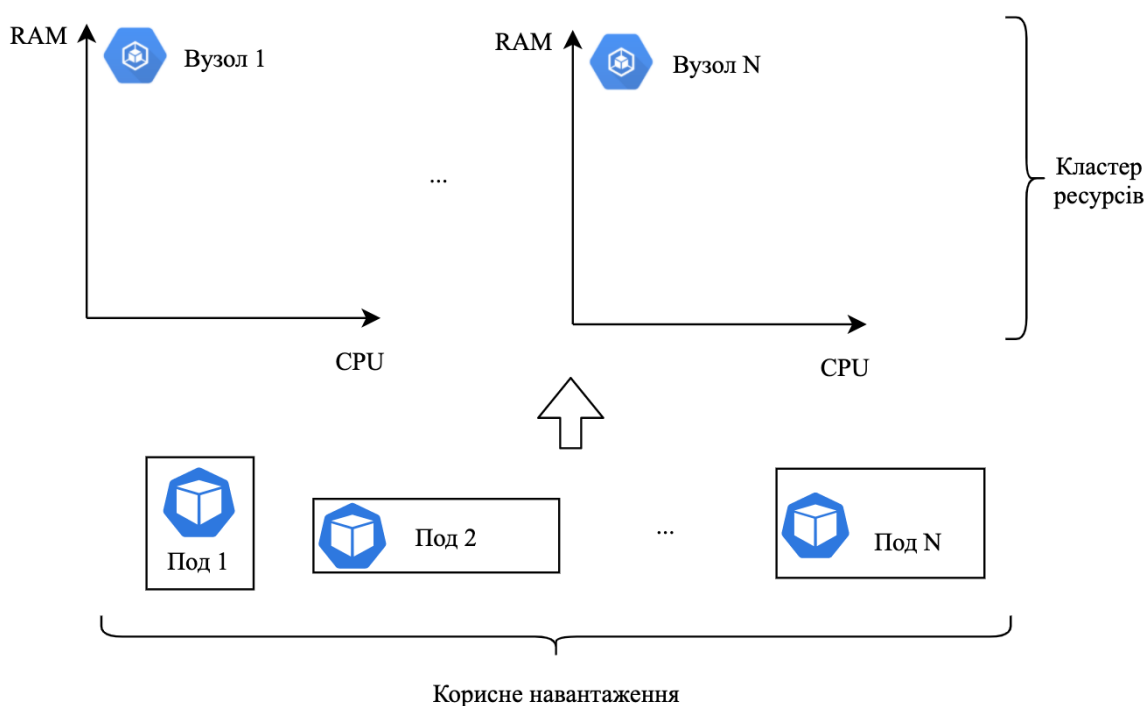 RAM
Вузол 1
RAM
Вузол N
...
Кластер
ресурсів
CPU
CPU
Под 1
Под 2
...
Под N
Корисне навантаження